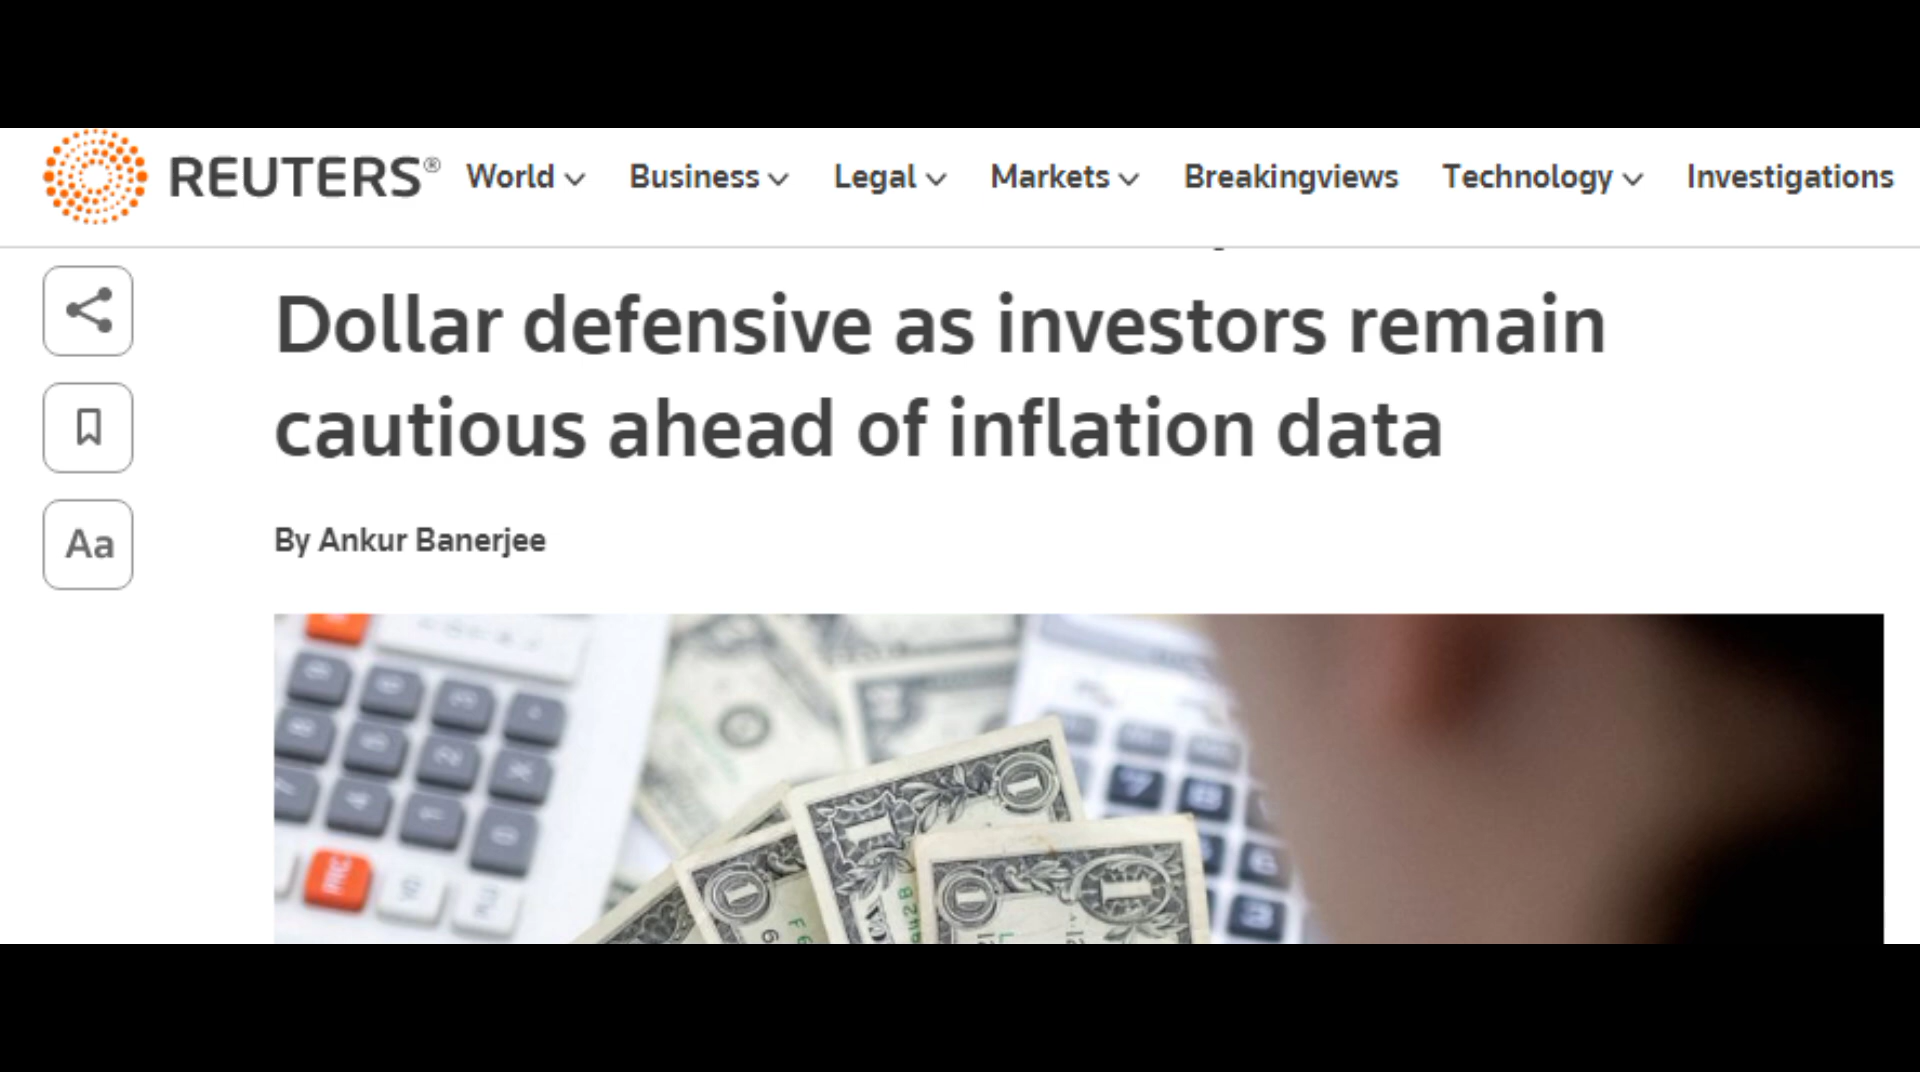 REUTERS® World Business Legal Markets Breakingviews Technology Investigations
Dollar defensive as investors remain
cautious ahead of inflation data
Aa
By Ankur Banerjee